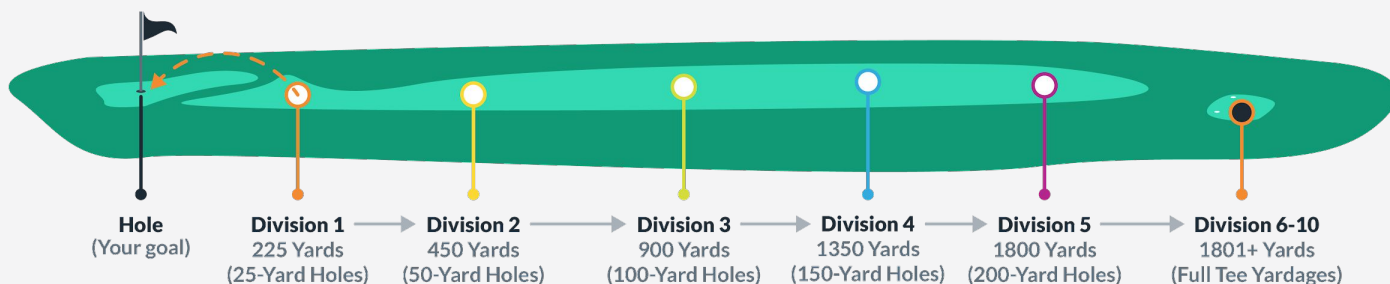 Hole
(Your goal)
Division 1
225 Yards
(25-Yard Holes)
Division 2
450 Yards
(50-Yard Holes)
Division 3
900 Yards
(100-Yard Holes)
Division 4
1350 Yards
(150-Yard Holes)
Division 5
1800 Yards
(200-Yard Holes)
Division 6-10
1801+ Yards
(Full Tee Yardages)